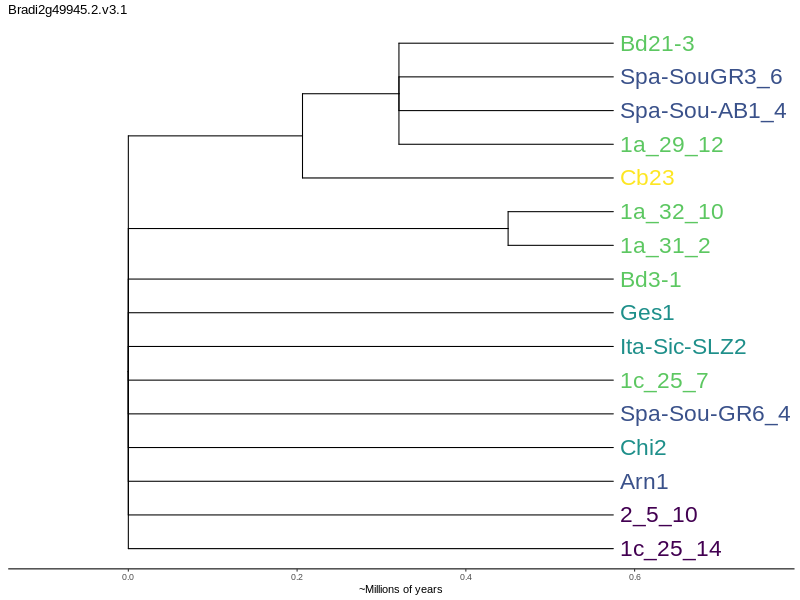 Bradi2g49945.2.v3.1
Bd21-3
Spa-SouGR3_6
Spa-Sou-AB1_4
1a_29_12
Cb23
1a_32_10
1a_31_2
Bd3-1
Ges1
Ita-Sic-SLZ2
1c_25_7
Spa-Sou-GR6_4
Chi2
Arn1
2_5_10
1c_25_14
0.0 0.2 0.4 0.6
~Millions of years